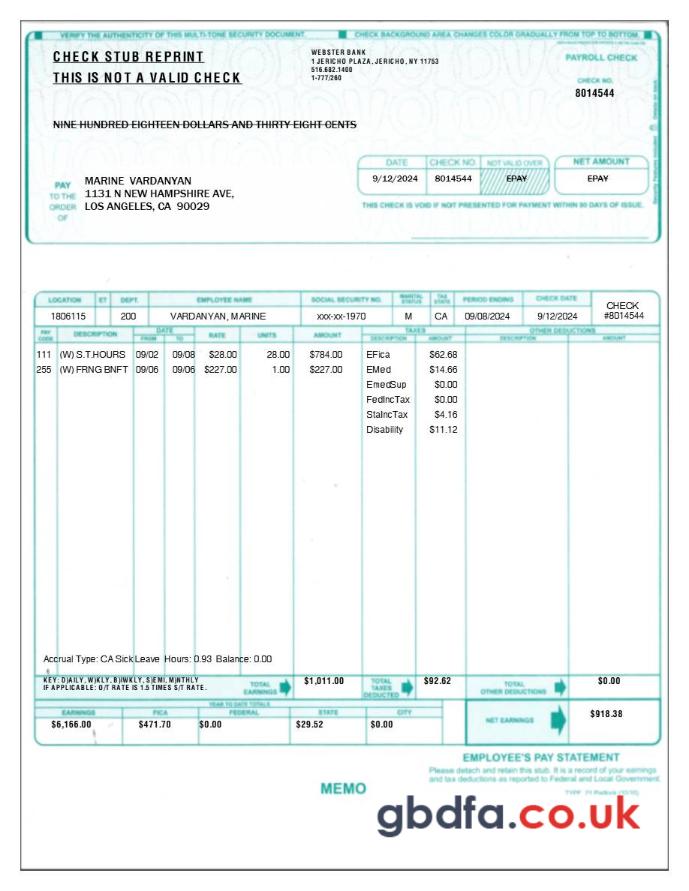 VERIFY THE AUTHENTICITY OF THIS MULTI-TONE SECURITY DOCUMENT.
CHECK BACKGROUND AREA CHANGES COLOR GRADUALLY FROM TOP TO BOTTOM.
CHECK STUB REPRINT
THIS IS NOT A VALID CHECK
WEBSTER BANK
1 JERICHO PLAZA, JERICHO, NY 11753
516.682.1400
1-777/260
PAYROLL CHECK
CHECK NO.
8014544
NINE HUNDRED EIGHTEEN DOLLARS AND THIRTY EIGHT CENTS
PAY TO THE ORDER OF
MARINE VARDANYAN
1131 N NEW HAMPSHIRE AVE,
LOS ANGELES, CA 90029
DATE CHECK NO. NOT VALID OVER NET AMOUNT
9/12/2024 8014544 EPAY EPAY
THIS CHECK IS VOID IF NOT PRESENTED FOR PAYMENT WITHIN 90 DAYS OF ISSUE.
LOCATION ET DEPT. EMPLOYEE NAME SOCIAL SECURITY NO. MARITAL STATUS TAX STATE PERIOD ENDING CHECK DATE CHECK
1806115 200 VARDANYAN, MARINE xxx-xx-1970 M CA 09/08/2024 9/12/2024 #8014544
PAY CODE DESCRIPTION DATE FROM TO RATE UNITS AMOUNT TAXES DESCRIPTION AMOUNT OTHER DEDUCTIONS DESCRIPTION AMOUNT
111 (W) S.T.HOURS 09/02 09/08 $28.00 28.00 $784.00 EFica $62.68
255 (W) FRNG BNFT 09/06 09/06 $227.00 1.00 $227.00 EMed $14.66
EmedSup $0.00
FedIncTax $0.00
StaIncTax $4.16
Disability $11.12
Accrual Type: CA Sick Leave Hours: 0.93 Balance: 0.00
KEY: D)AILY, W)KLY, B)IWKLY, S)EMI, M)NTHLY
IF APPLICABLE: O/T RATE IS 1.5 TIMES S/T RATE.
TOTAL EARNINGS $1,011.00 TOTAL TAXES DEDUCTED $92.62 TOTAL OTHER DEDUCTIONS $0.00
YEAR TO DATE TOTALS
EARNINGS FICA FEDERAL STATE CITY
$6,166.00 $471.70 $0.00 $29.52 $0.00
NET EARNINGS $918.38
EMPLOYEE'S PAY STATEMENT
Please detach and retain this stub. It is a record of your earnings
and tax deductions as reported to Federal and Local Government.
MEMO
gbdfa.co.uk